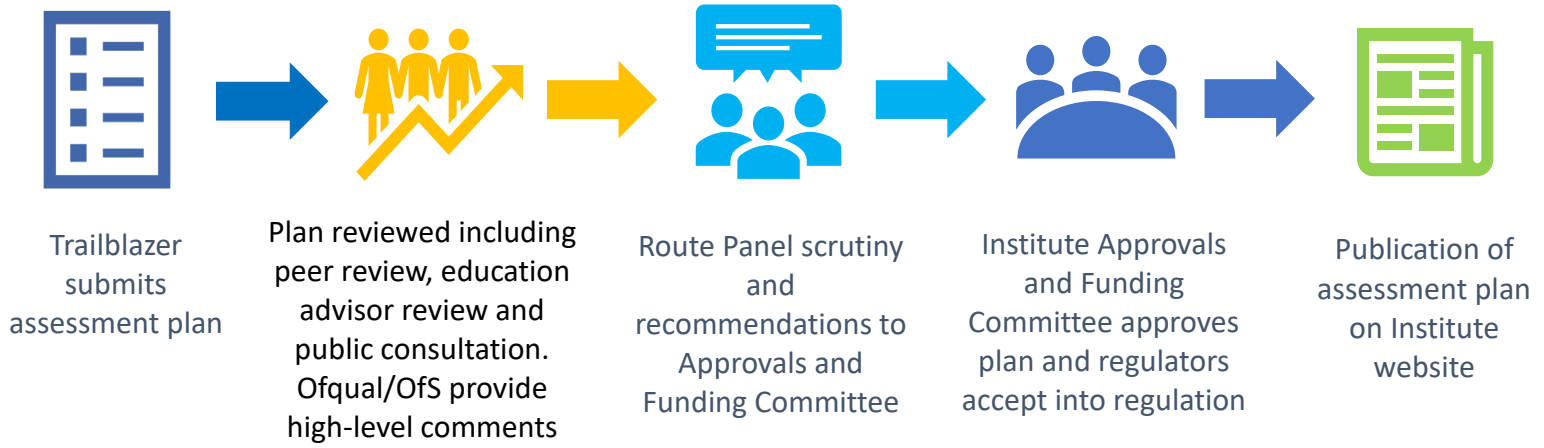 Trailblazer
submits
assessment plan
Plan reviewed including
peer review, education
advisor review and
public consultation.
Ofqual/OfS provide
high-level comments
Route Panel scrutiny
and
recommendations to
Approvals and
Funding Committee
Institute Approvals
and Funding
Committee approves
plan and regulators
accept into regulation
Publication of
assessment plan
on Institute
website